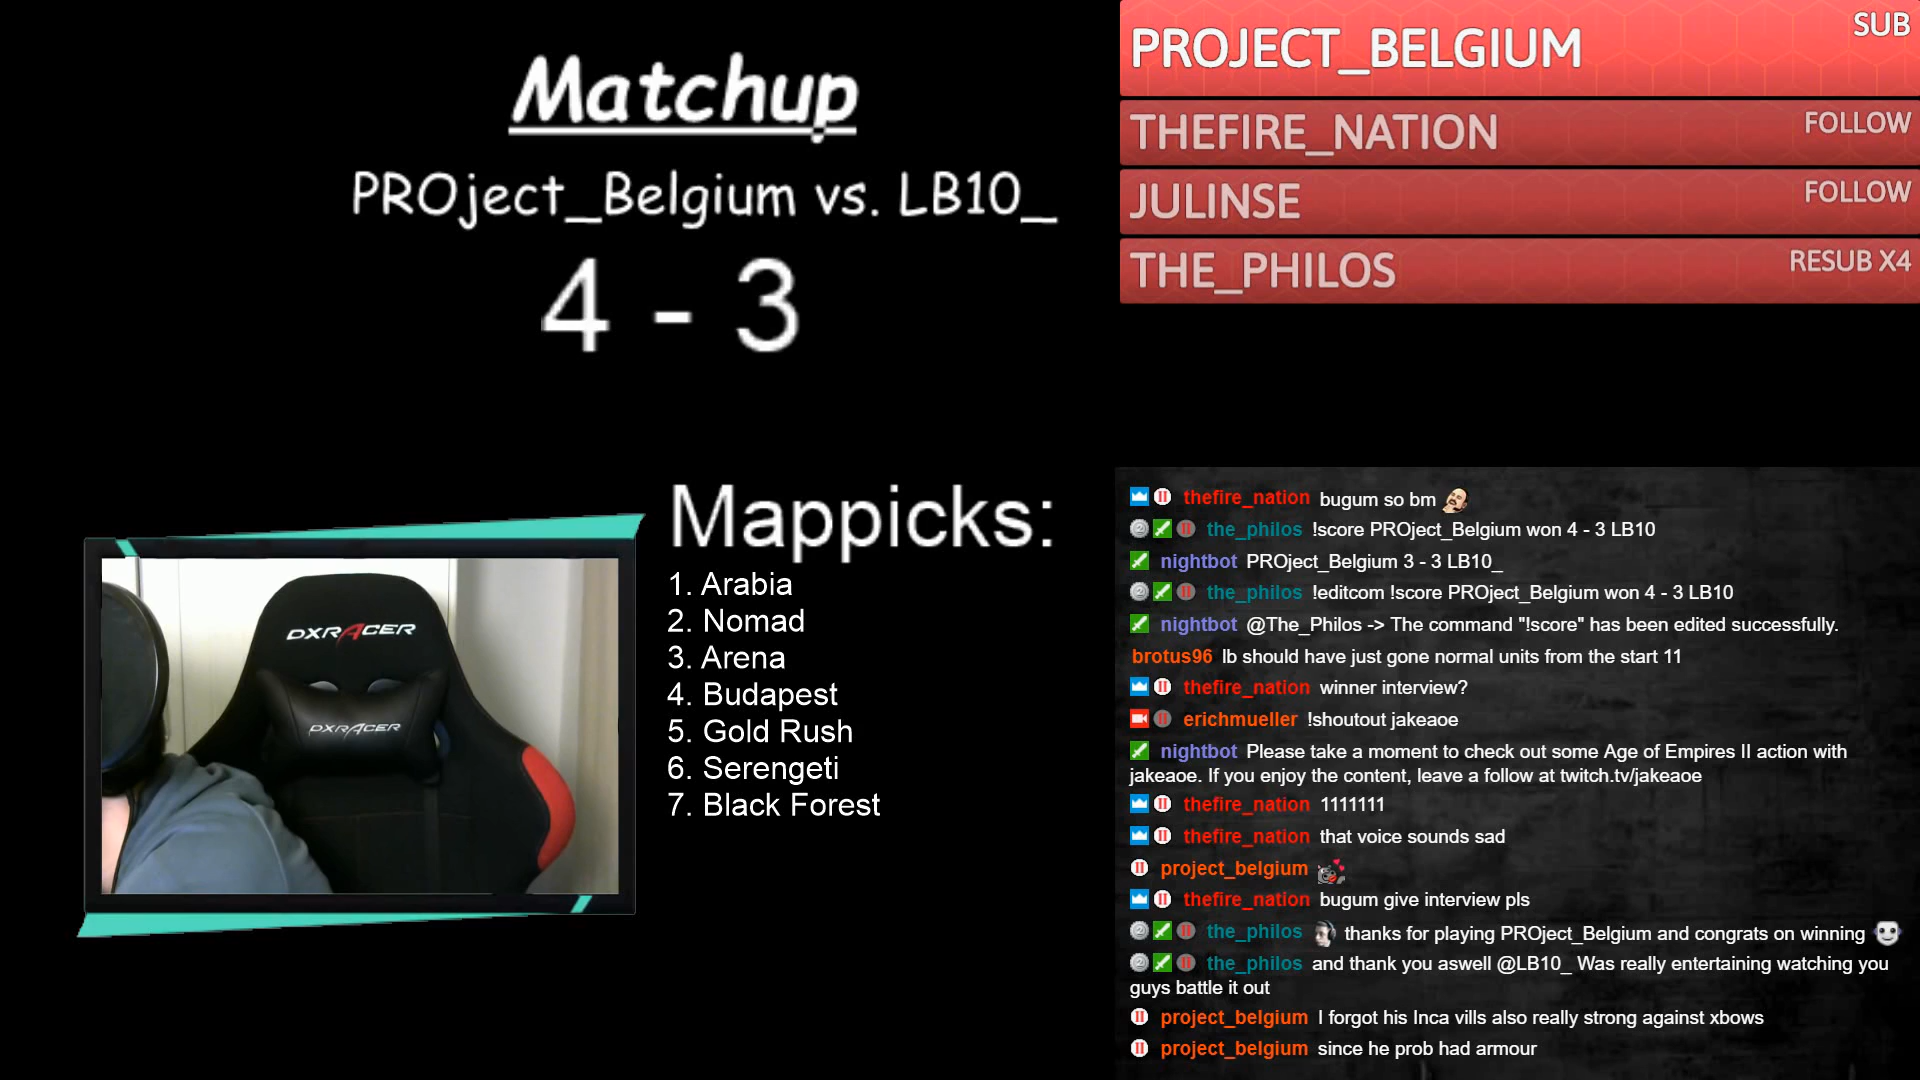 Matchup
PROject_Belgium vs. LB10_
4 - 3
PROJECT_BELGIUM SUB
THEFIRE_NATION FOLLOW
JULINSE FOLLOW
THE_PHILOS RESUB X4
Mappicks:
1. Arabia
2. Nomad
3. Arena
4. Budapest
5. Gold Rush
6. Serengeti
7. Black Forest
DXRACER
DXRACER
thefire_nation bugum so bm
the_philos !score PROject_Belgium won 4 - 3 LB10
nightbot PROject_Belgium 3 - 3 LB10_
the_philos !editcom !score PROject_Belgium won 4 - 3 LB10
nightbot @The_Philos -> The command "!score" has been edited successfully.
brotus96 lb should have just gone normal units from the start 11
thefire_nation winner interview?
erichmueller !shoutout jakeaoe
nightbot Please take a moment to check out some Age of Empires II action with
jakeaoe. If you enjoy the content, leave a follow at twitch.tv/jakeaoe
thefire_nation 1111111
thefire_nation that voice sounds sad
project_belgium
thefire_nation bugum give interview pls
the_philos thanks for playing PROject_Belgium and congrats on winning
the_philos and thank you aswell @LB10_ Was really entertaining watching you
guys battle it out
project_belgium I forgot his Inca vills also really strong against xbows
project_belgium since he prob had armour